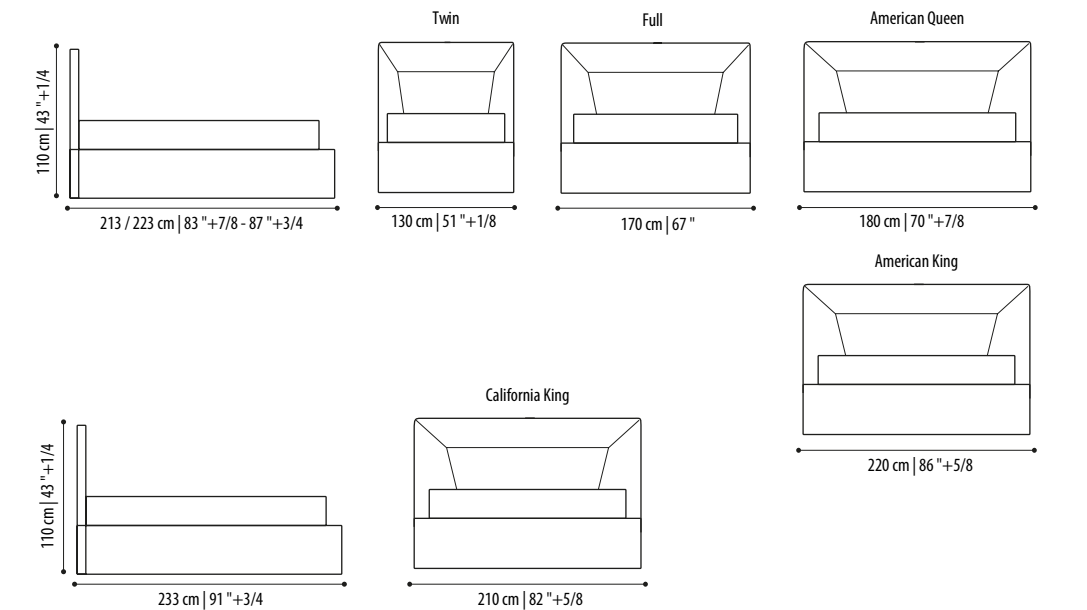 Twin
Full
American Queen
110 cm | 43 "+1/4
213 / 223 cm | 83 "+7/8 - 87 "+3/4
130 cm | 51 "+1/8
170 cm | 67 "
180 cm | 70 "+7/8
American King
220 cm | 86 "+5/8
California King
110 cm | 43 "+1/4
233 cm | 91 "+3/4
210 cm | 82 "+5/8